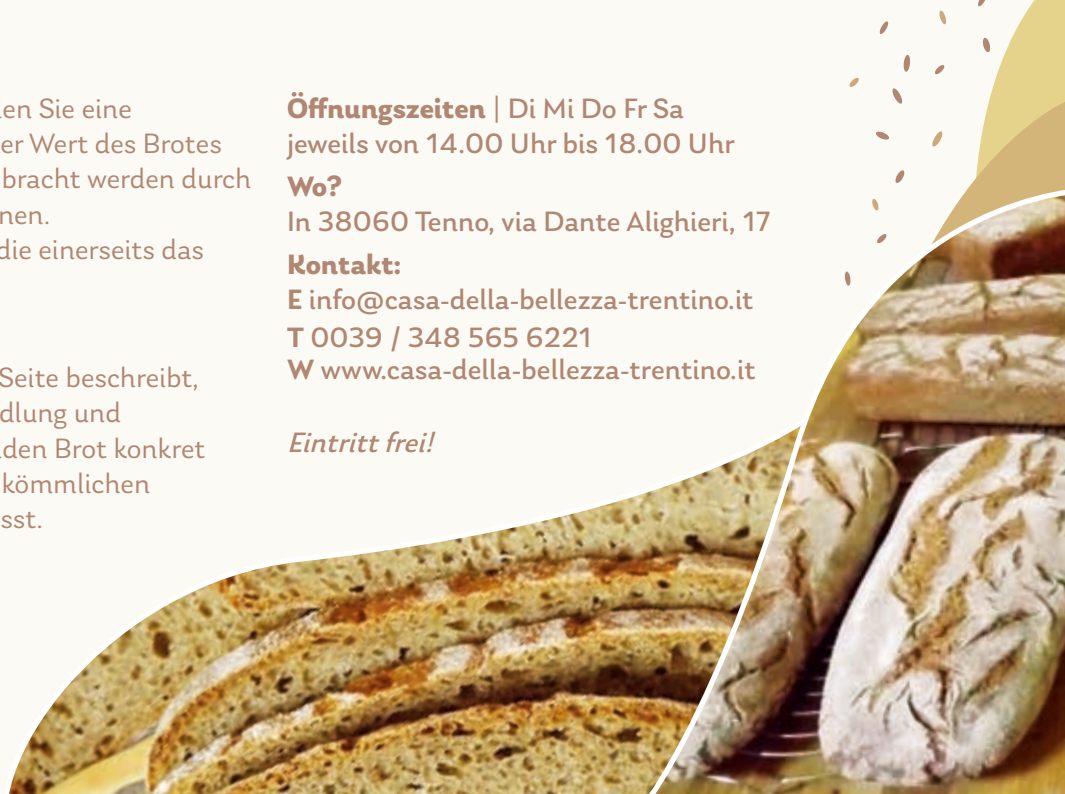 en Sie eine
er Wert des Brotes
bracht werden durch
nen.
die einerseits das
Seite beschreibt,
dlung und
den Brot konkret
kömmlichen
sst.
Öffnungszeiten | Di Mi Do Fr Sa
jeweils von 14.00 Uhr bis 18.00 Uhr
Wo?
In 38060 Tenno, via Dante Alighieri, 17
Kontakt:
E info@casa-della-bellezza-trentino.it
T 0039 / 348 565 6221
W www.casa-della-bellezza-trentino.it
Eintritt frei!